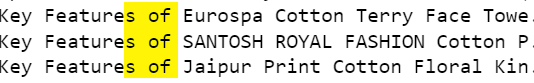 Key Features of Eurospa Cotton Terry Face Towe.
Key Features of SANTOSH ROYAL FASHION Cotton P.
Key Features of Jaipur Print Cotton Floral Kin.